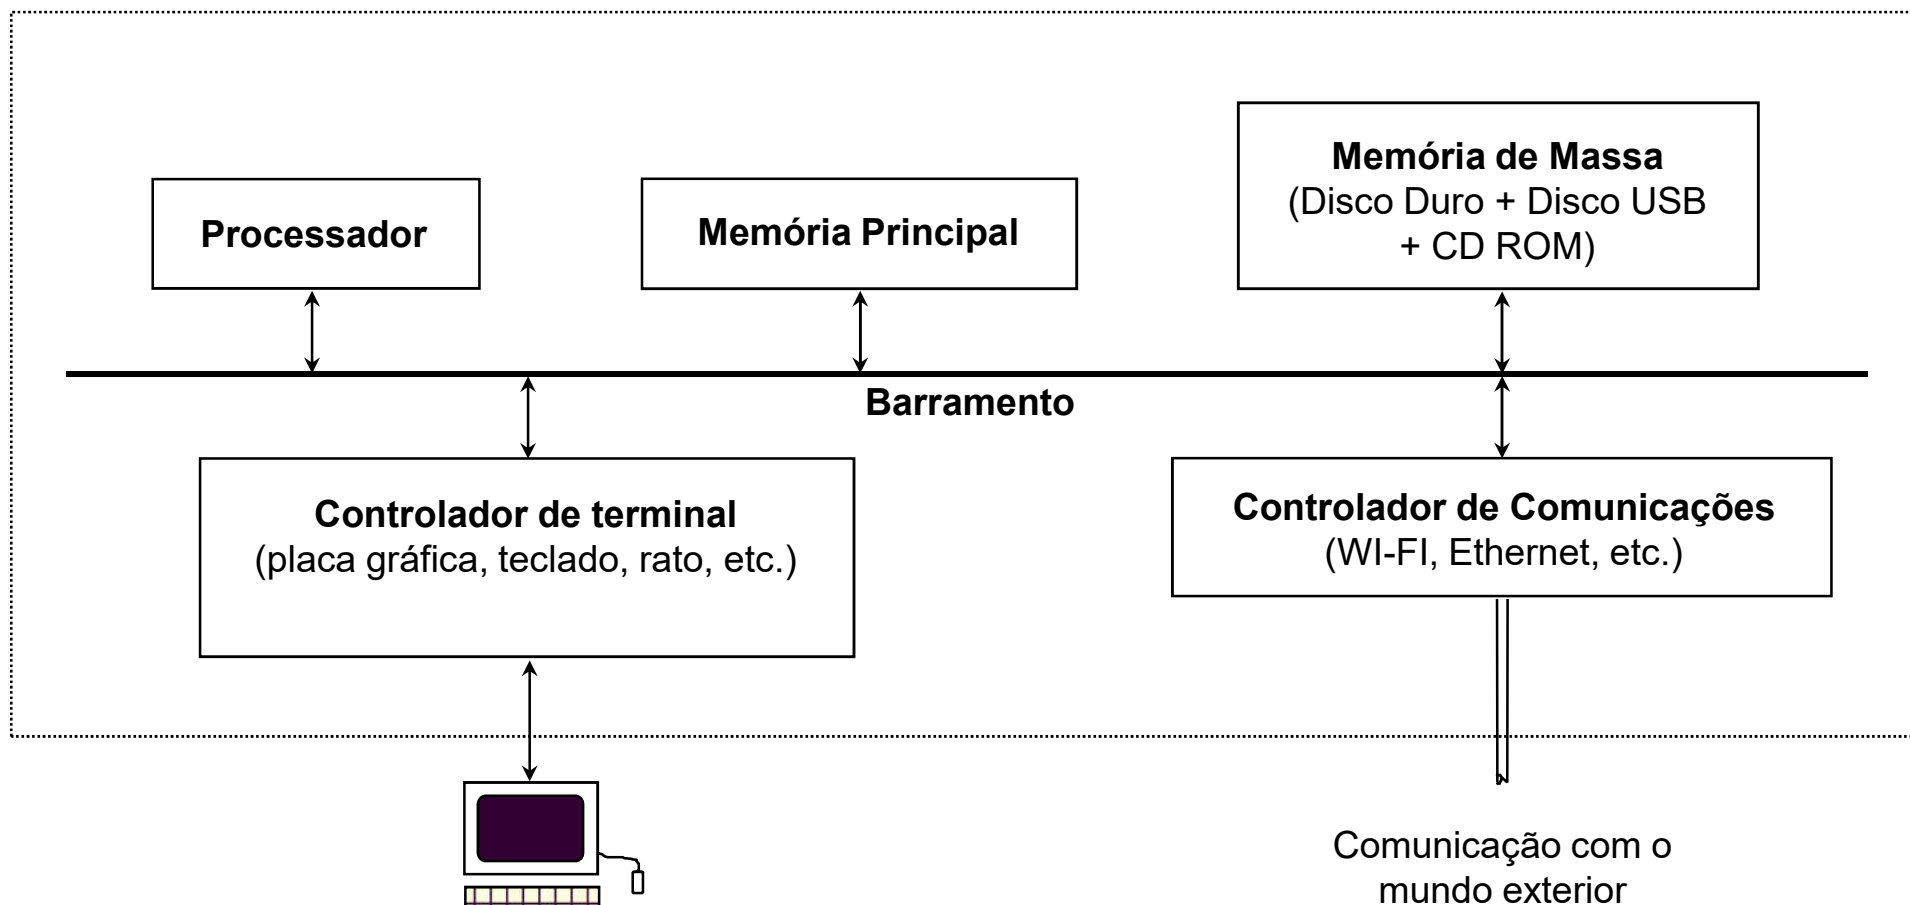 Memória de Massa
(Disco Duro + Disco USB
+ CD ROM)
Processador
Memória Principal
Barramento
Controlador de terminal
(placa gráfica, teclado, rato, etc.)
Controlador de Comunicações
(WI-FI, Ethernet, etc.)
Comunicação com o
mundo exterior